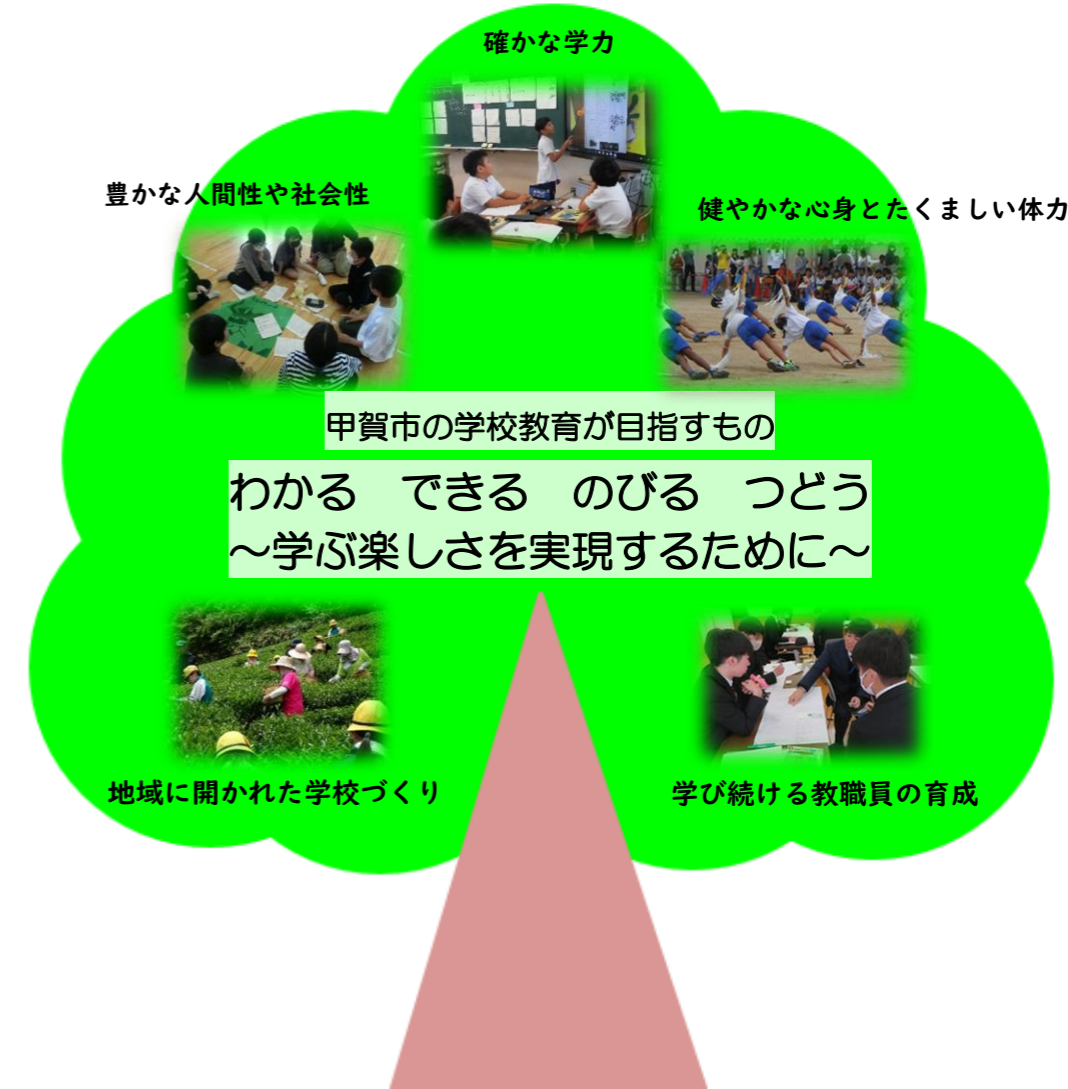 確かな学力
豊かな人間性や社会性
健やかな心身とたくましい体力
甲賀市の学校教育が目指すもの
わかる　できる　のびる　つどう
～学ぶ楽しさを実現するために～
地域に開かれた学校づくり
学び続ける教職員の育成